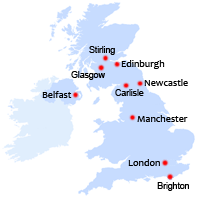 Stirling
Edinburgh
Glasgow
Newcastle
Carlisle
Belfast
Manchester
London
Brighton